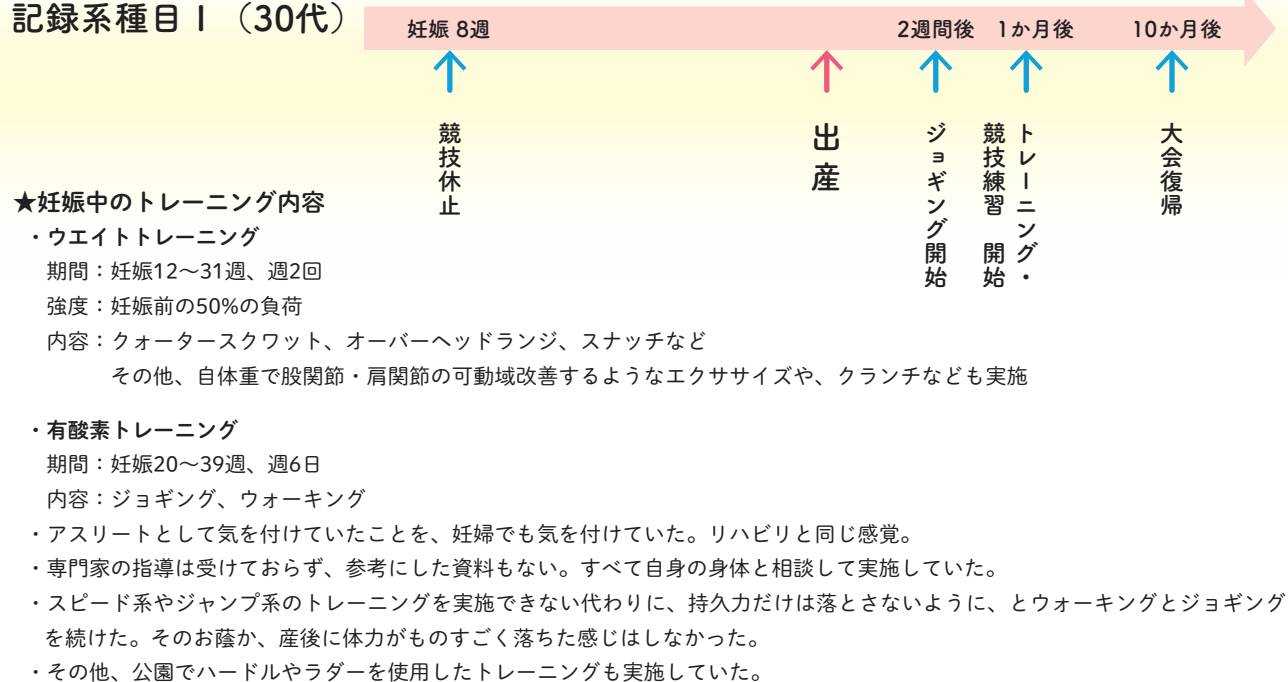 記録系種目Ⅰ（30代）
妊娠 8週
2週間後
1か月後
10か月後
競技休止
出産
ジョギング開始
トレーニング・
競技練習 開始・
大会復帰
★妊娠中のトレーニング内容
・ウエイトトレーニング
期間：妊娠12〜31週、週2回
強度：妊娠前の50%の負荷
内容：クォータースクワット、オーバーヘッドランジ、スナッチなど
その他、自体重で股関節・肩関節の可動域改善するようなエクササイズや、クランチなども実施
・有酸素トレーニング
期間：妊娠20〜39週、週6日
内容：ジョギング、ウォーキング
・アスリートとして気を付けていたことを、妊婦でも気を付けていた。リハビリと同じ感覚。
・専門家の指導は受けておらず、参考にした資料もない。すべて自身の身体と相談して実施していた。
・スピード系やジャンプ系のトレーニングを実施できない代わりに、持久力だけは落とさないように、とウォーキングとジョギング
を続けた。そのお蔭か、産後に体力がものすごく落ちた感じはしなかった。
・その他、公園でハードルやラダーを使用したトレーニングも実施していた。